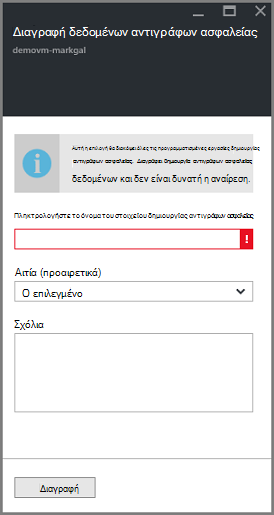 Διαγραφή δεδομένων αντιγράφων ασφαλείας
demovm-markgal
Αυτή η επιλογή θα διακόψει όλες τις προγραμματισμένες εργασίες δημιουργίας
αντιγράφων ασφαλείας. Διαγράφει δημιουργία αντιγράφων ασφαλείας
δεδομένων και δεν είναι δυνατή η αναίρεση.
Πληκτρολογήστε το όνομα του στοιχείου δημιουργίας αντιγράφων ασφαλείας
Αιτία (προαιρετικά)
Ο επιλεγμένο
Σχόλια
Διαγραφή